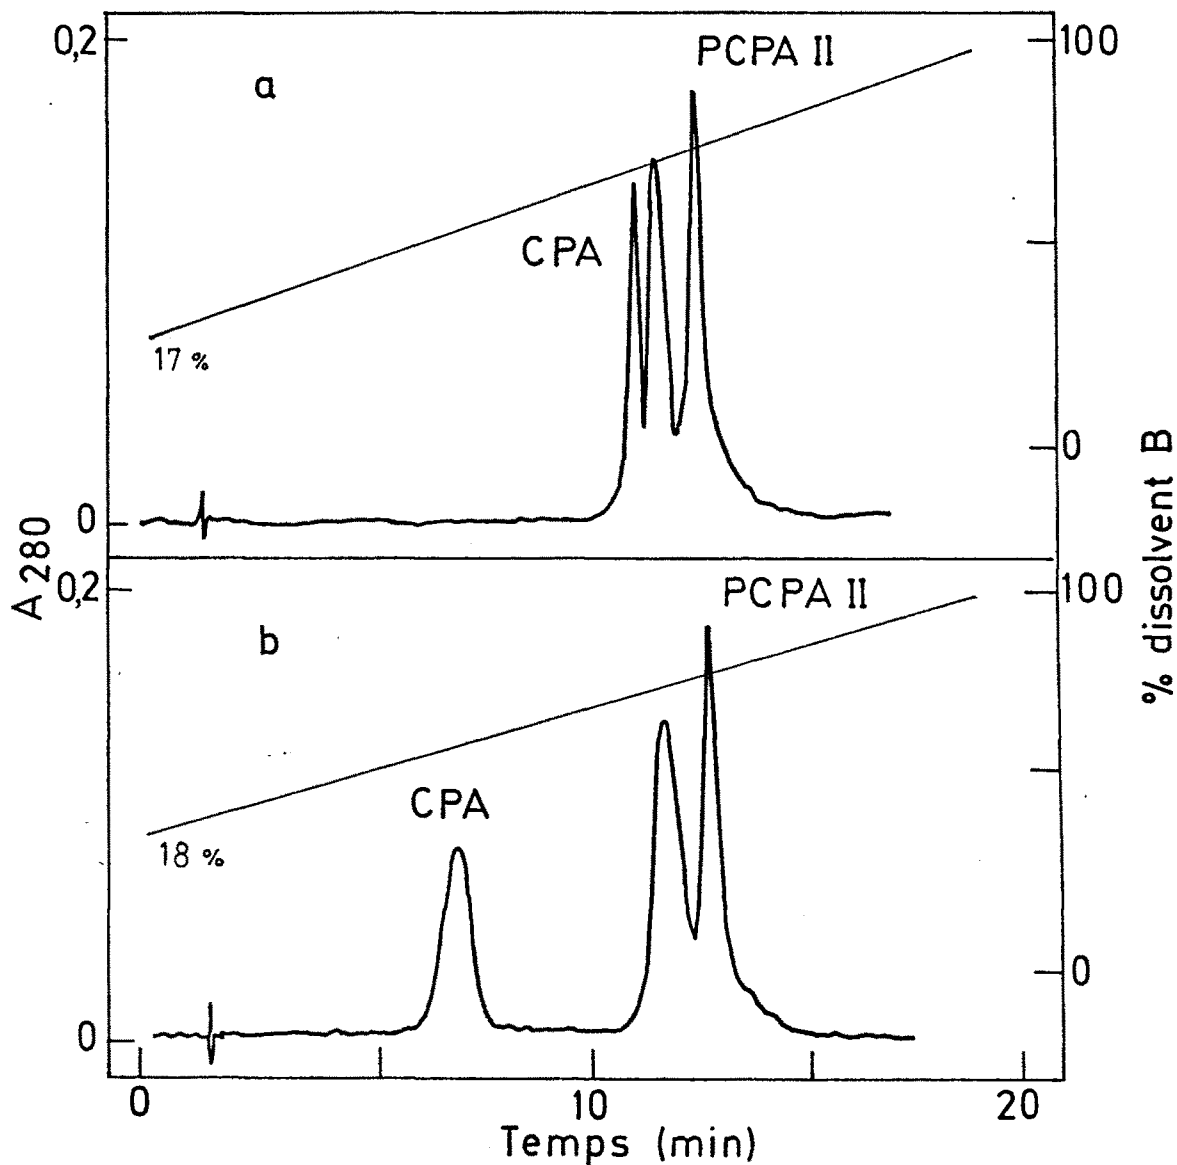 0,2
PCPA II
100
a
CPA
17 %
0
0
A 280
% dissolvent B
0,2
PCPA II
100
b
CPA
18 %
0
0
0
10
20
Temps (min)